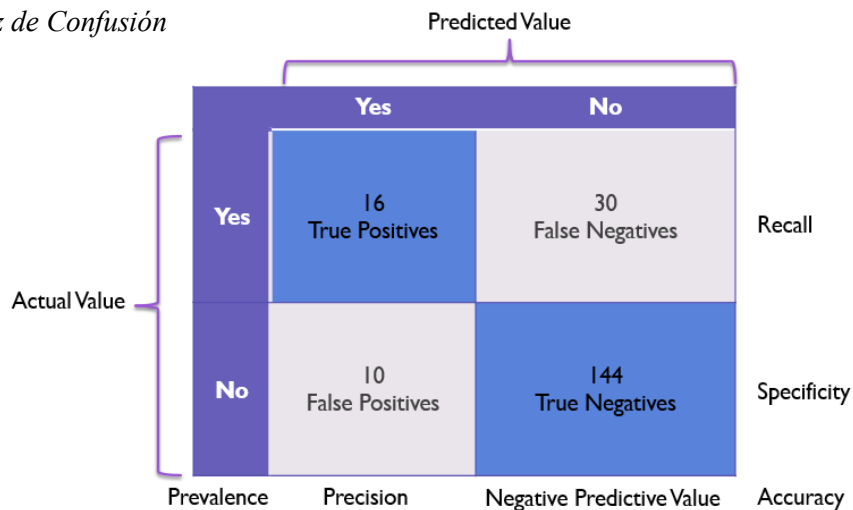 de Confusión
Predicted Value
Yes
No
Yes
16
True Positives
30
False Negatives
Recall
Actual Value
No
10
False Positives
144
True Negatives
Specificity
Prevalence
Precision
Negative Predictive Value
Accuracy